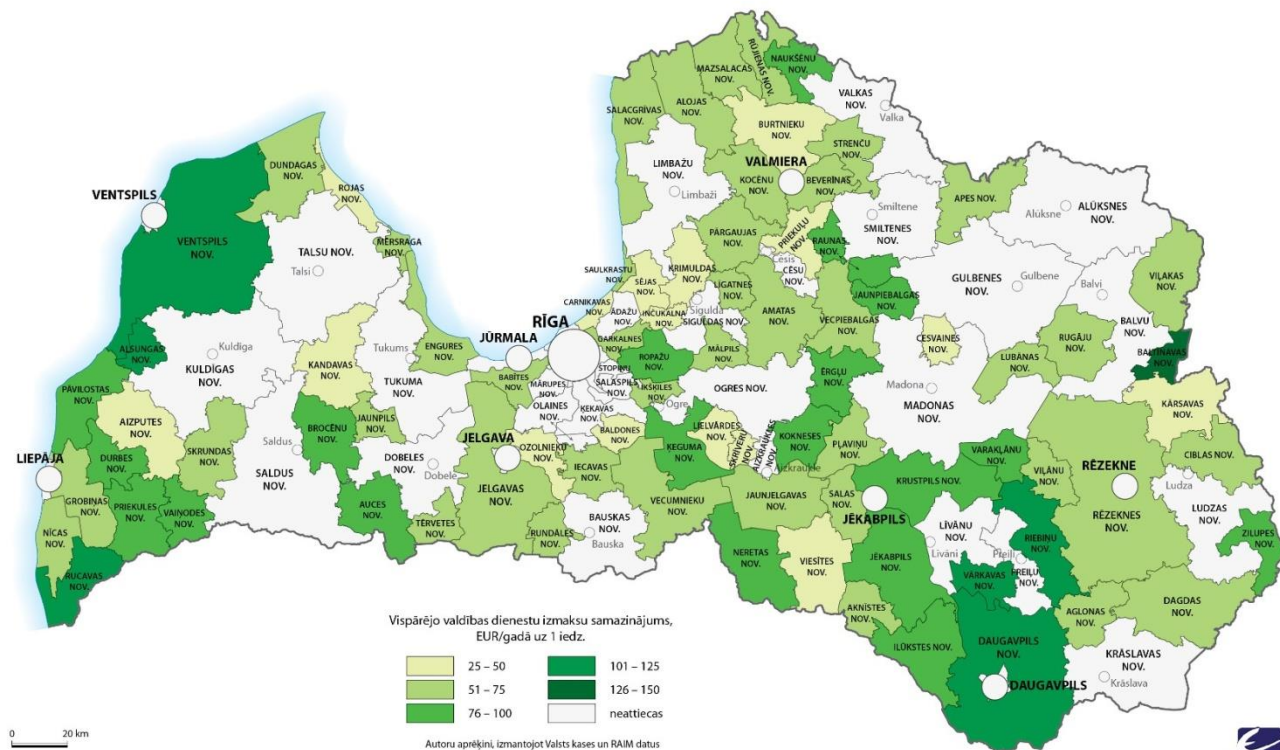 NAUKŠĒNU
NOV.
RŪJIENAS NOV.
MAZSALACAS
NOV.
VALKAS
NOV.
Valka
SALACGRĪVAS
NOV.
ALOJAS
NOV.
BURTNIEKU
NOV.
STRENČU
NOV.
LIMBAŽU
NOV.
Limbaži
VALMIERA
KOCĒNU
NOV.
BEVERĪNAS
NOV.
Smiltene
SMILTENES
NOV.
APES NOV.
Alūksne
ALŪKSNES
NOV.
DUNDAGAS
NOV.
ROJAS
NOV.
VENTSPILS
VENTSPILS
NOV.
TALSU NOV.
Talsi
MĒRSRAGA
NOV.
PĀRGAUJAS
NOV.
PRIEKUĻU
NOV.
RAUNAS
NOV.
Cēsis
CĒSU
NOV.
GULBENES
NOV.
Gulbene
Balvi
VIĻAKAS
NOV.
SAULKRASTU
NOV.
SĒJAS
NOV.
KRIMULDAS
NOV.
LĪGATNES
NOV.
JAUNPIEBALGAS
NOV.
CARNIKAVAS
NOV.
ĀDAŽU
NOV.
INČUKALNA
NOV.
Sigulda
SIGULDAS NOV.
AMATAS
NOV.
VECPIEBALGAS
NOV.
BALVU
NOV.
RĪGA
JŪRMALA
GARKALNES
NOV.
ROPAŽU
NOV.
MĀLPILS
NOV.
CESVAINES
NOV.
LUBĀNAS
NOV.
RUGĀJU
NOV.
BALTINAVAS
NOV.
ALSUNGAS
NOV.
Kuldīga
KULDĪGAS
NOV.
KANDAVAS
NOV.
Tukums
TUKUMA
NOV.
ENGURES
NOV.
BABĪTES
NOV.
MĀRUPES
NOV.
STOPIŅU
NOV.
SALASPILS
NOV.
IKŠĶILES
NOV.
OGRES NOV.
Ogre
ĒRGĻU
NOV.
Madona
MADONAS
NOV.
KĀRSAVAS
NOV.
PĀVILOSTAS
NOV.
AIZPUTES
NOV.
OLAINES
NOV.
ĶEKAVAS
NOV.
BALDONES
NOV.
LIELVĀRDES
NOV.
SKRĪVERU
NOV.
AIZKRAUKLES
NOV.
KOKNESES
NOV.
Aizkraukle
PĻAVIŅU
NOV.
VARAKĻĀNU
NOV.
VIĻĀNU
NOV.
RĒZEKNE
CIBLAS NOV.
BROCĒNU
NOV.
JAUNPILS
NOV.
JELGAVA
OZOLNIEKU
NOV.
ĶEGUMA
NOV.
DURBES
NOV.
SKRUNDAS
NOV.
Saldus
SALDUS
NOV.
DOBELES
NOV.
Dobele
LIEPĀJA
IECAVAS
NOV.
KRUSTPILS NOV.
Ludza
LUDZAS
NOV.
GROBIŅAS
NOV.
PRIEKULES
NOV.
VAIŅODES
NOV.
AUCES
NOV.
JELGAVAS
NOV.
VECUMNIEKU
NOV.
JAUNJELGAVAS
NOV.
SALAS
NOV.
JĒKABPILS
LĪVĀNU
NOV.
Līvāni
RĒZEKNES
NOV.
ZILUPES
NOV.
NĪCAS
NOV.
TĒRVETES
NOV.
RUNDĀLES
NOV.
BAUSKAS
NOV.
Bauska
RIEBIŅU
NOV.
Preiļi
PREIĻU
NOV.
RUCAVAS
NOV.
NERETAS
NOV.
VIESĪTES
NOV.
JĒKABPILS
NOV.
VĀRKAVAS
NOV.
AKNĪSTES
NOV.
AGLONAS
NOV.
DAGDAS
NOV.
ILŪKSTES NOV.
DAUGAVPILS
NOV.
KRĀSLAVAS
NOV.
Krāslava
DAUGAVPILS
Vispārējo valdības dienestu izmaksu samazinājums,
EUR/gadā uz 1 iedz.
25 – 50
101 – 125
51 – 75
126 – 150
76 – 100
neattiecas
0 20 km
Autoru aprēķini, izmantojot Valsts kases un RAIM datus